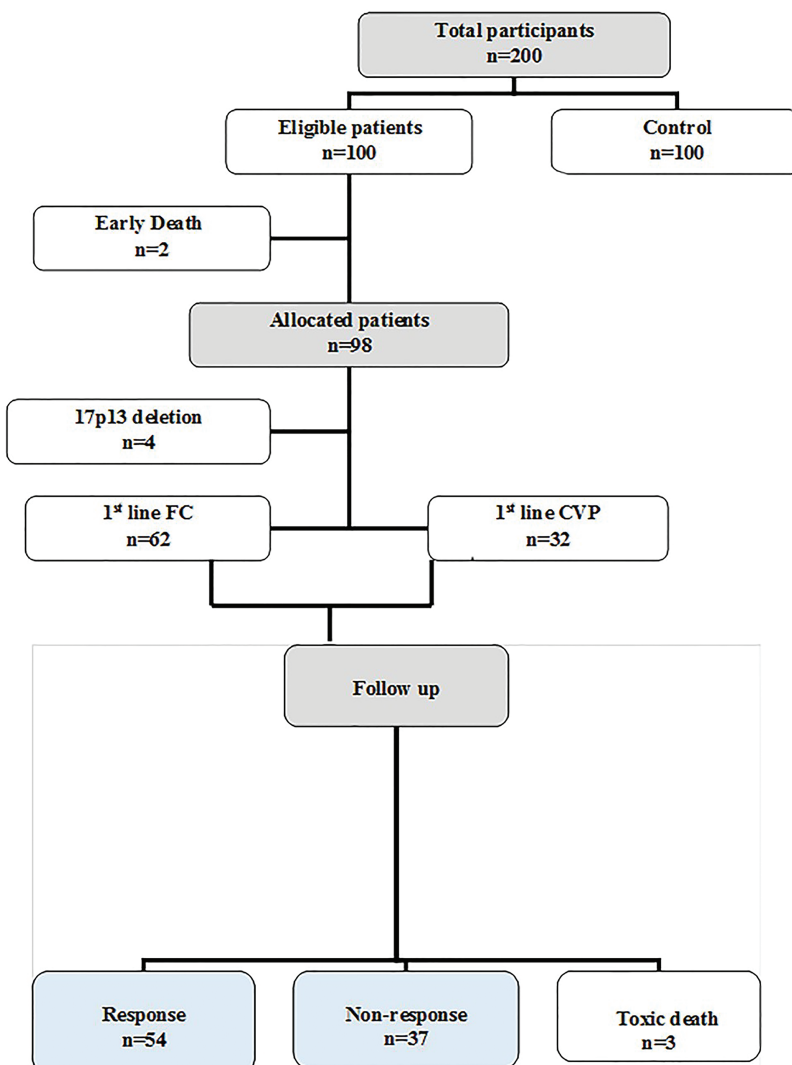 Total participants
n=200
Eligible patients
n=100
Control
n=100
Early Death
n=2
Allocated patients
n=98
17p13 deletion
n=4
1st line FC
n=62
1st line CVP
n=32
Follow up
Response
n=54
Non-response
n=37
Toxic death
n=3